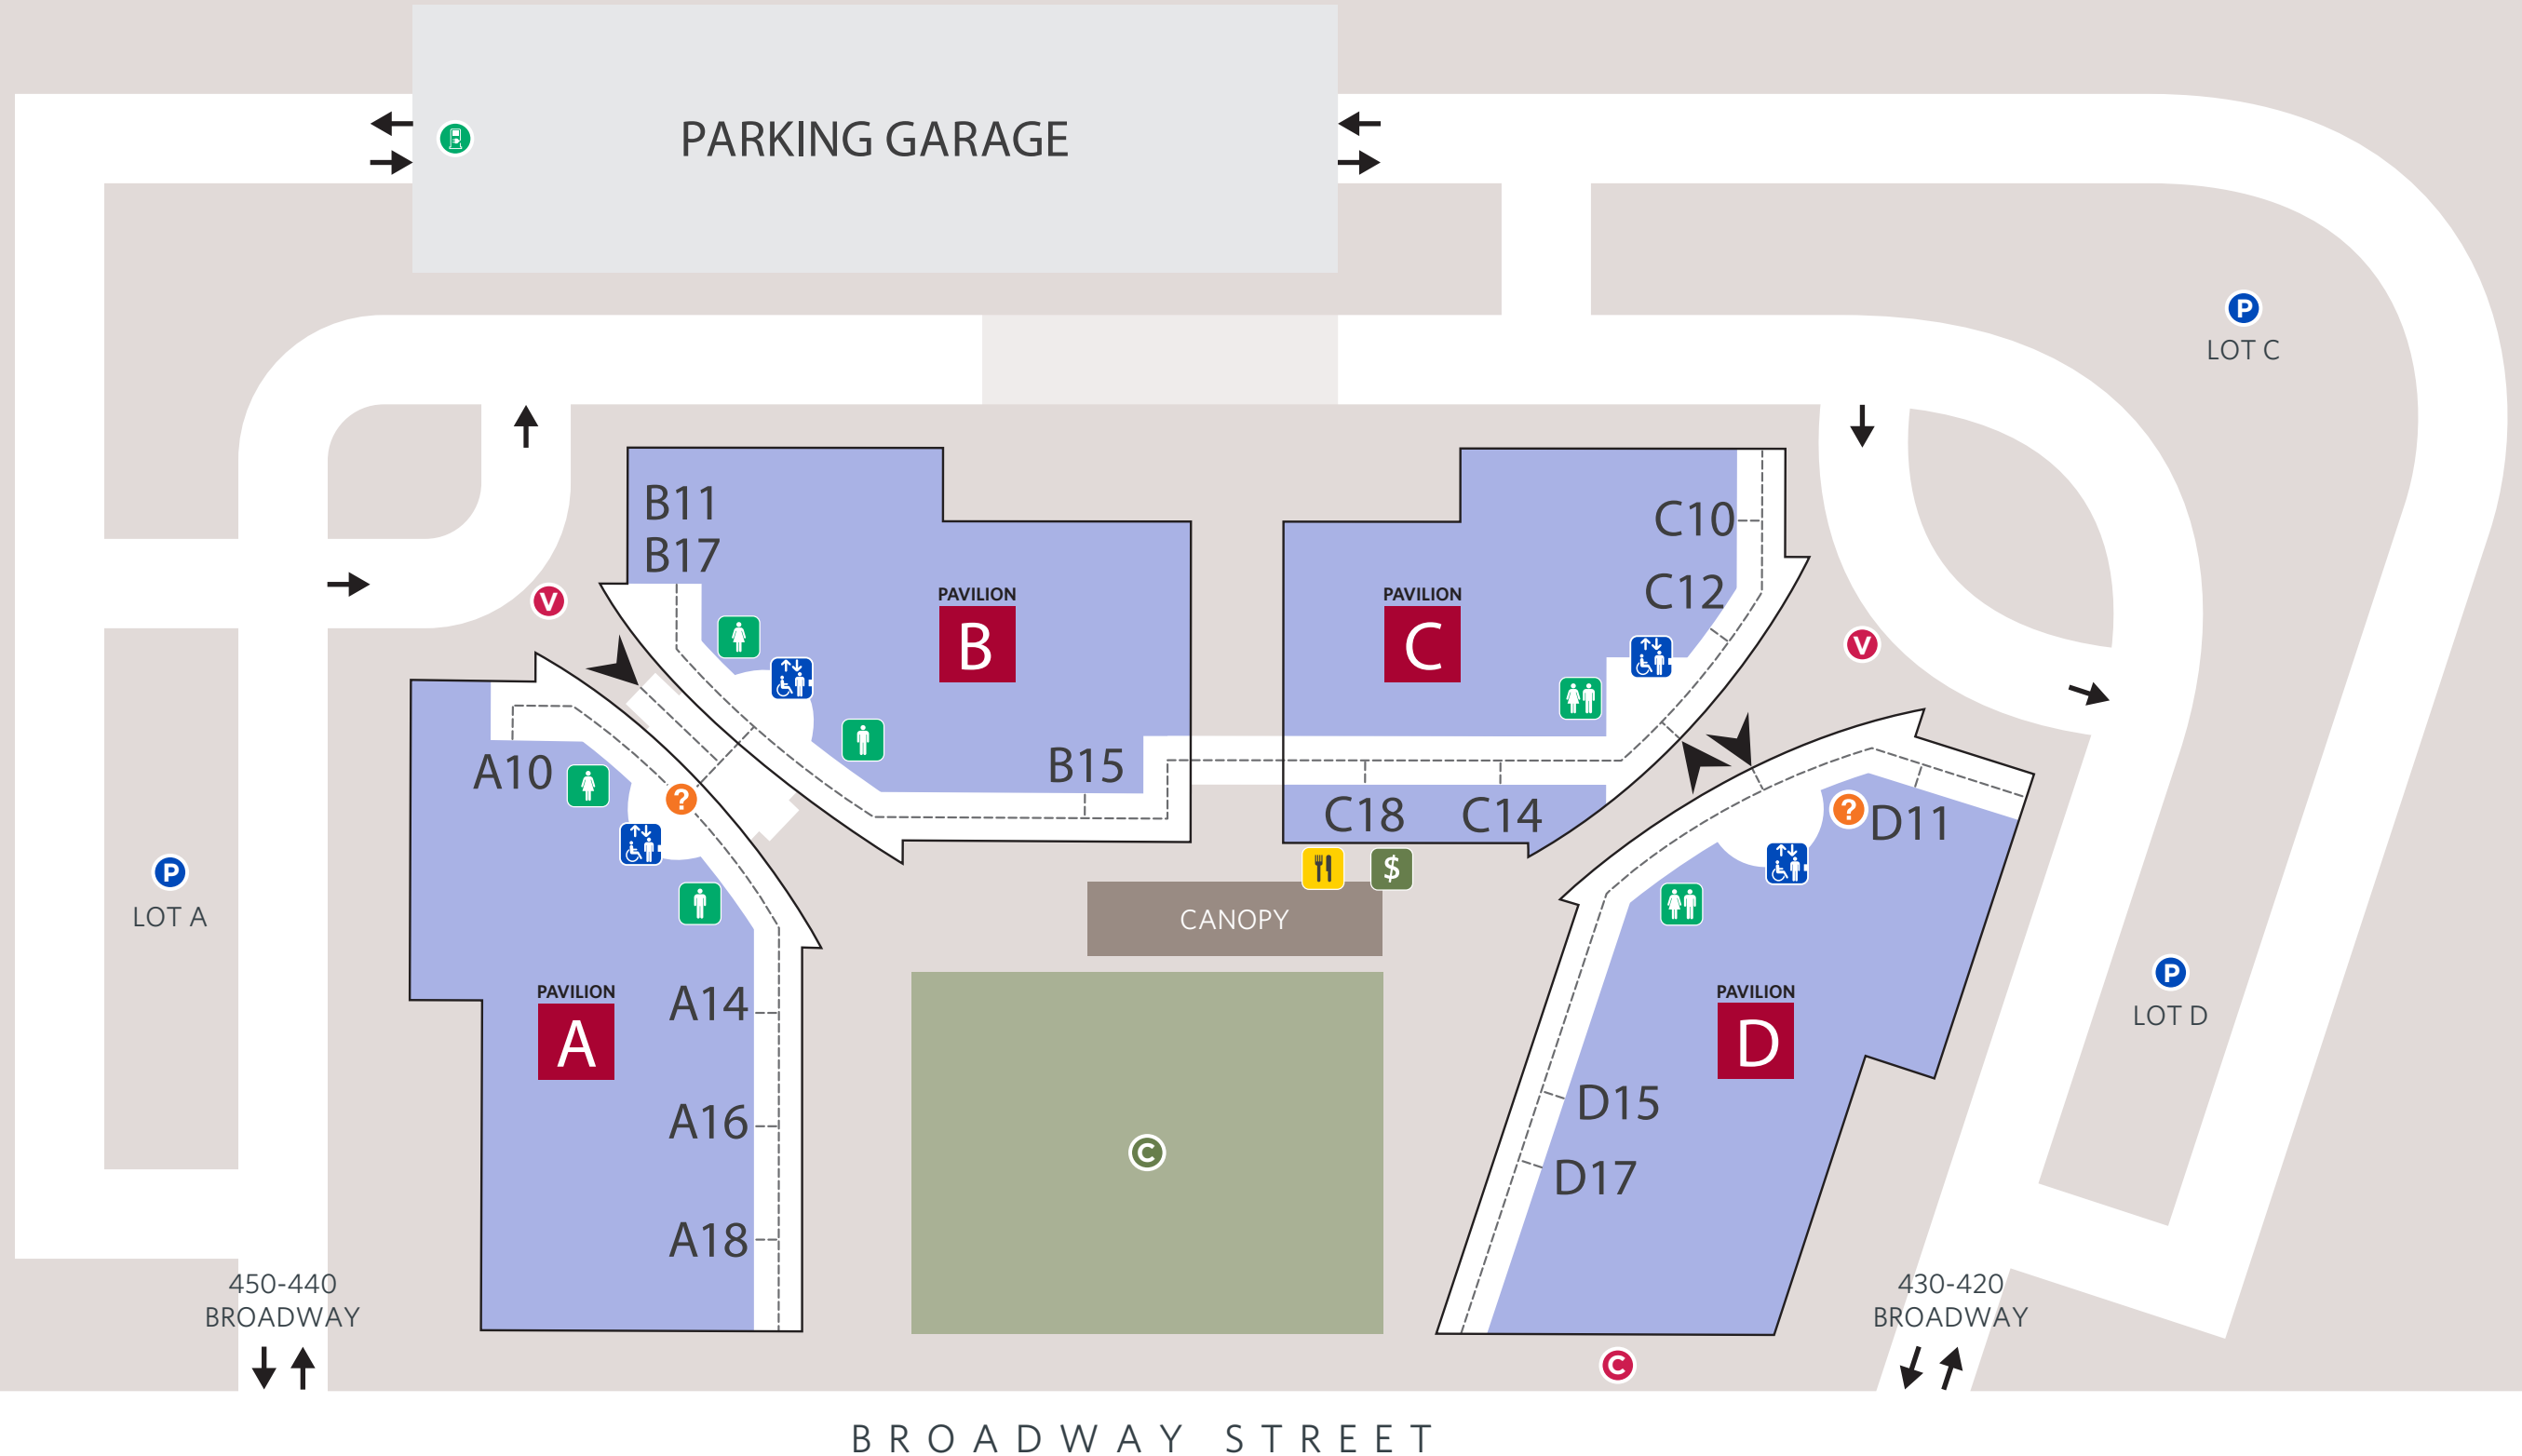 PARKING GARAGE
P
LOT C
B11
B17
C10
C12
PAVILION
B
PAVILION
C
V
V
A10
B15
C18
C14
?
?
D11
P
LOT A
$
CANOPY
P
LOT D
PAVILION
A
A14
A16
A18
PAVILION
D
D15
D17
C
450-440
BROADWAY
430-420
BROADWAY
C
BROADWAY STREET